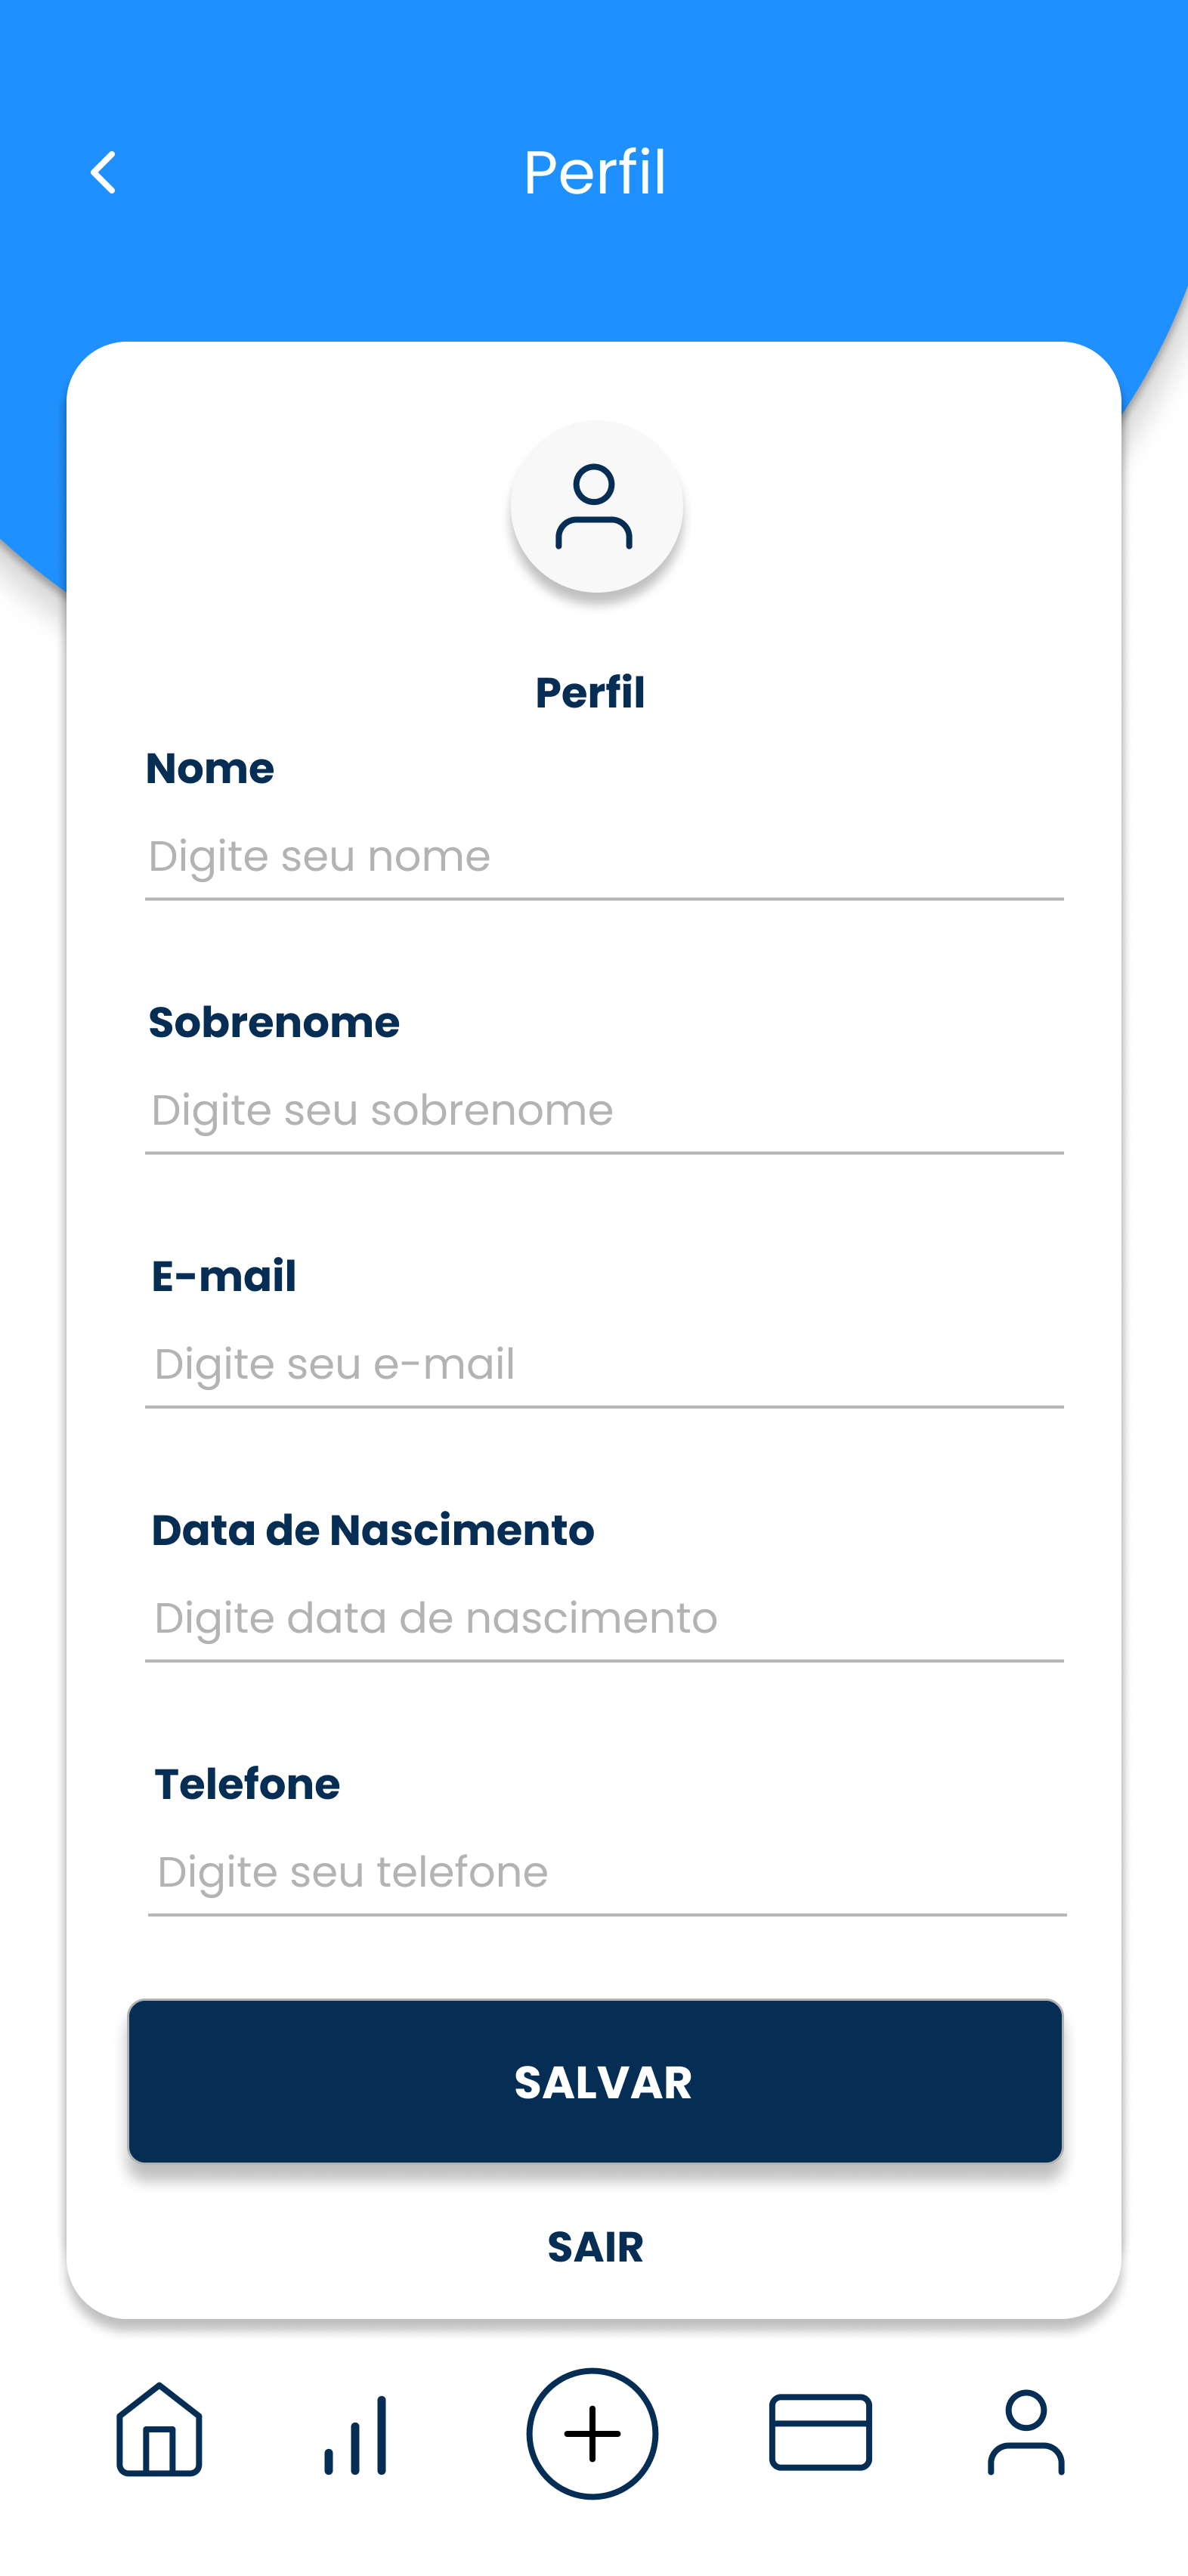 Perfil
Perfil
Nome
Digite seu nome
Sobrenome
Digite seu sobrenome
E-mail
Digite seu e-mail
Data de Nascimento
Digite data de nascimento
Telefone
Digite seu telefone
SALVAR
SAIR